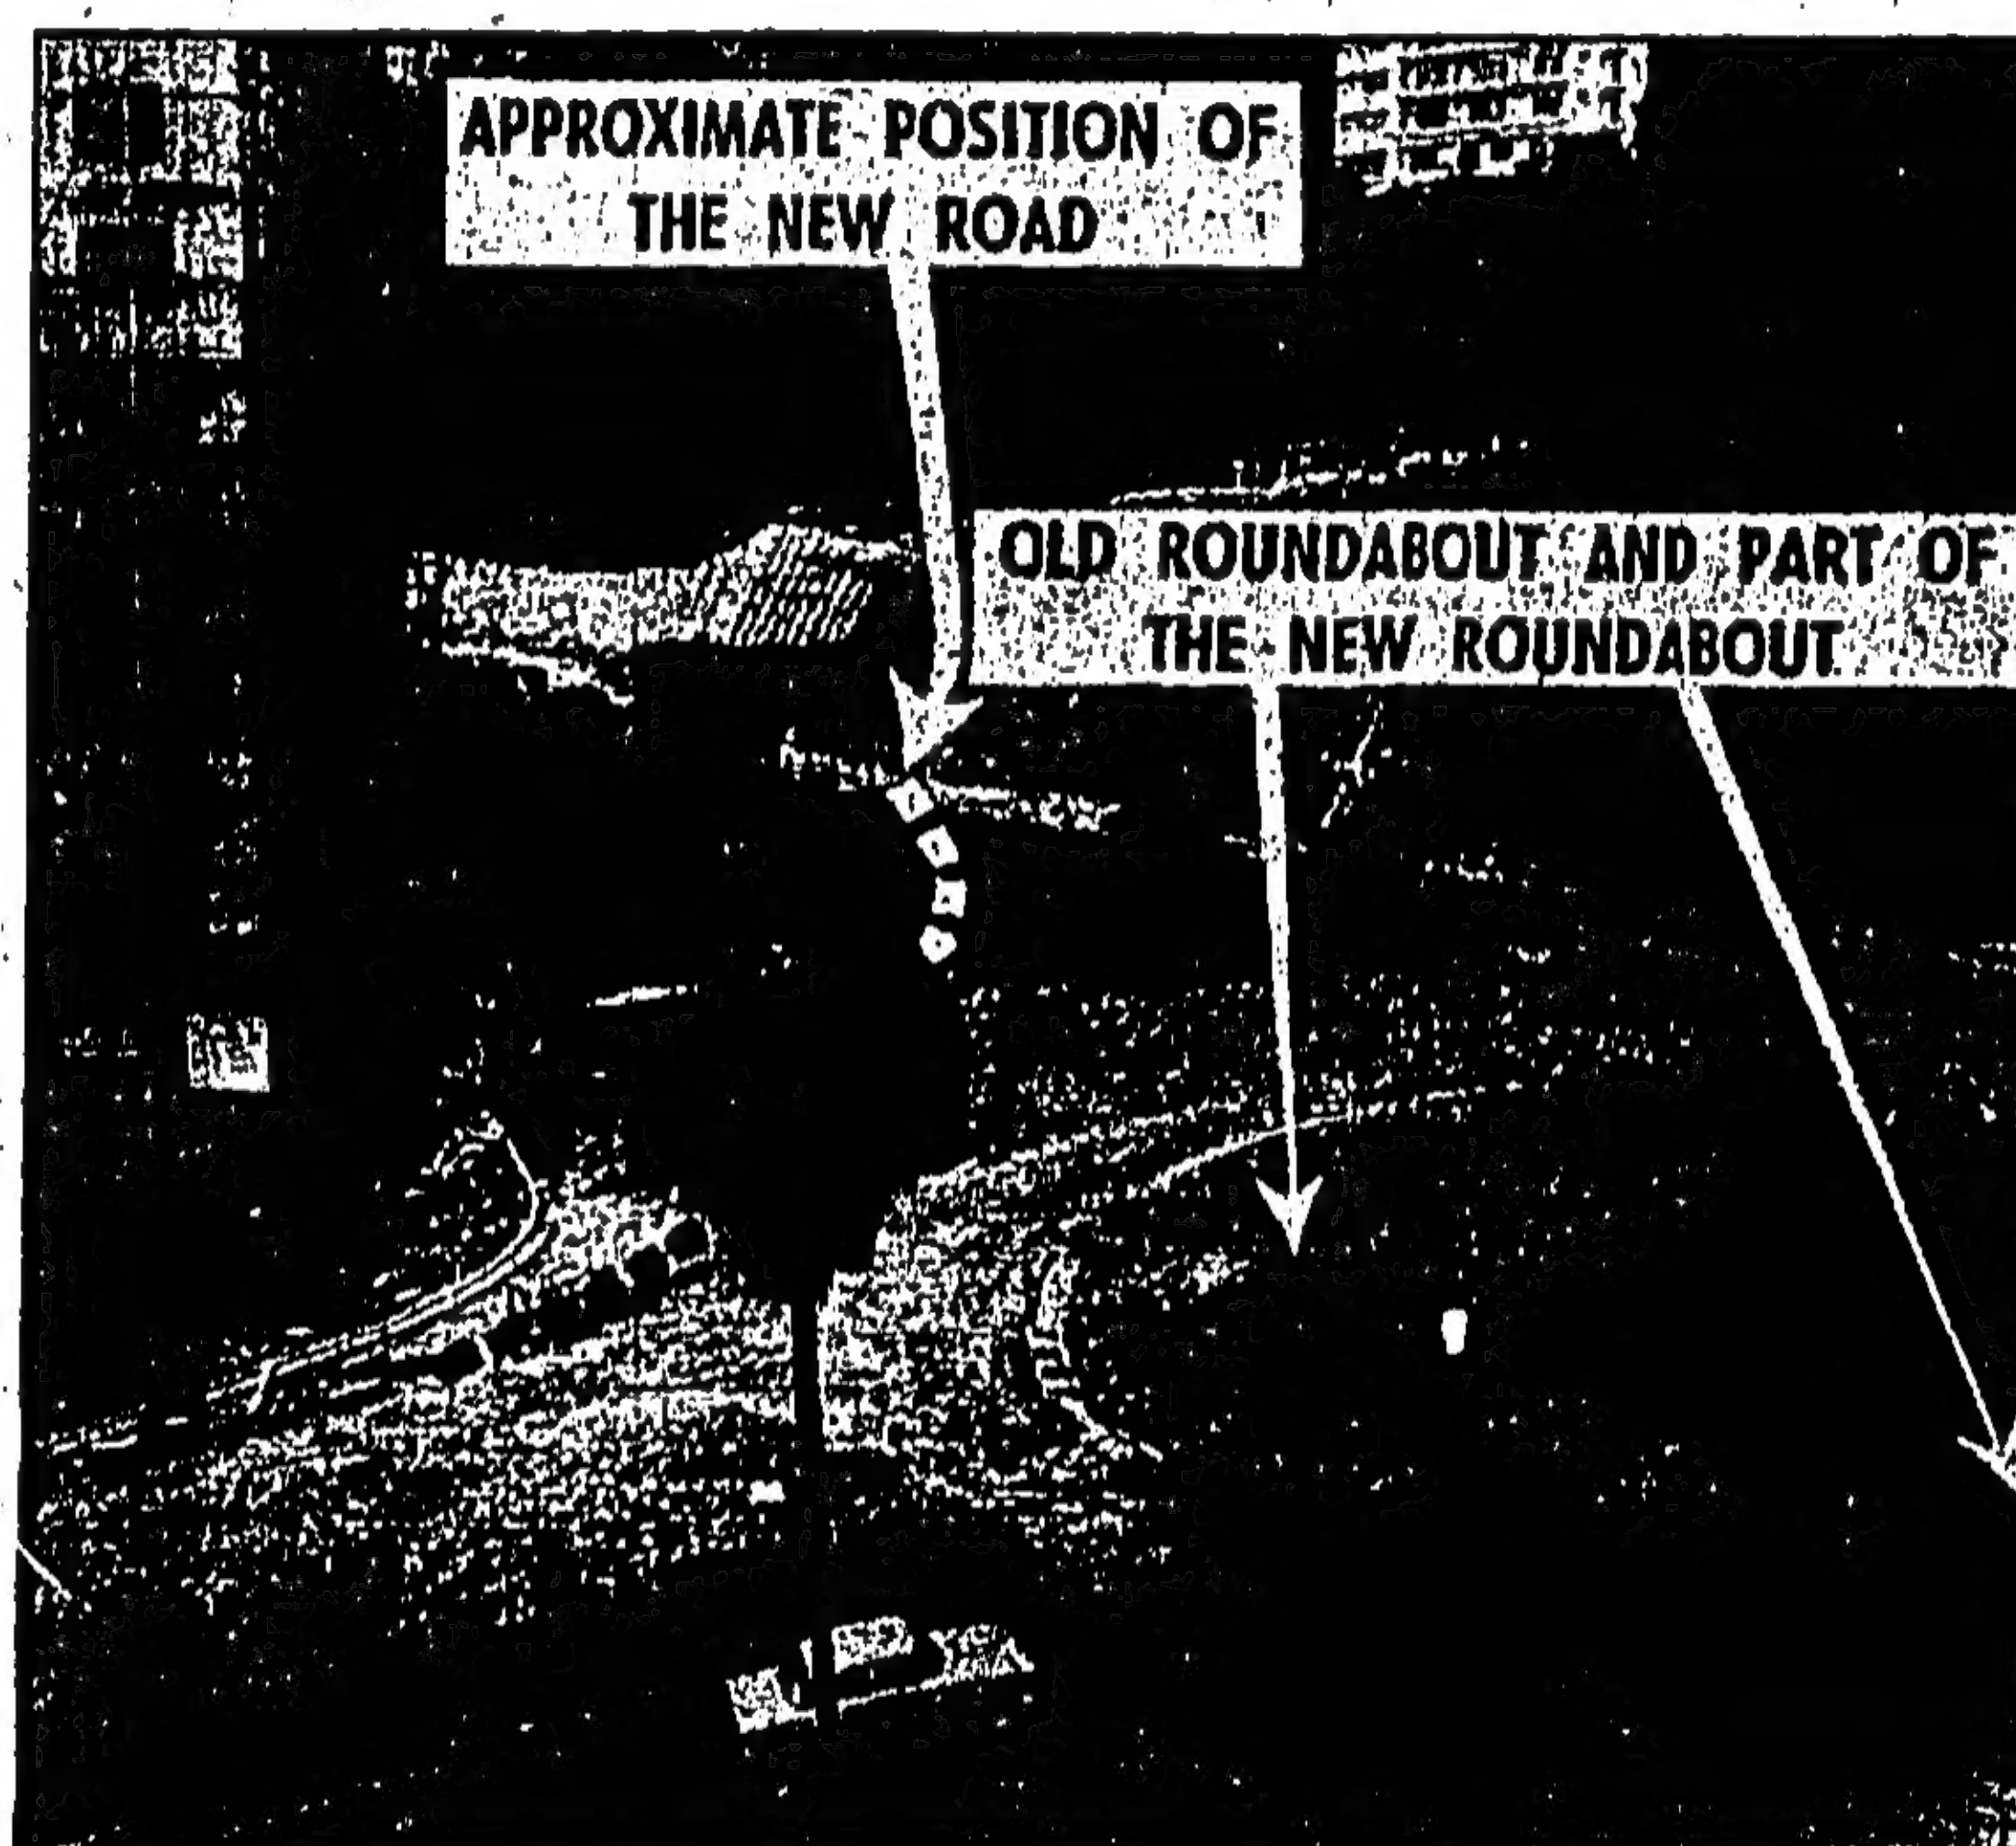 APPROXIMATE POSITION OF
THE NEW ROAD
OLD ROUNDABOUT AND PART OF
THE NEW ROUNDABOUT